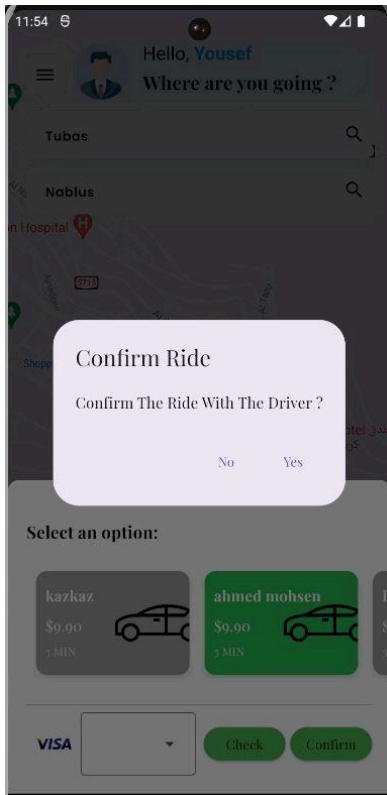 11:54
Hello, Yousef
Where are you going ?
Tubas
Nablus
Hospital
Confirm Ride
Confirm The Ride With The Driver ?
No Yes
Select an option:
kazkaz
$9.90
3 MIN
ahmed mohsen
$9.90
3 MIN
VISA
Check
Confirm